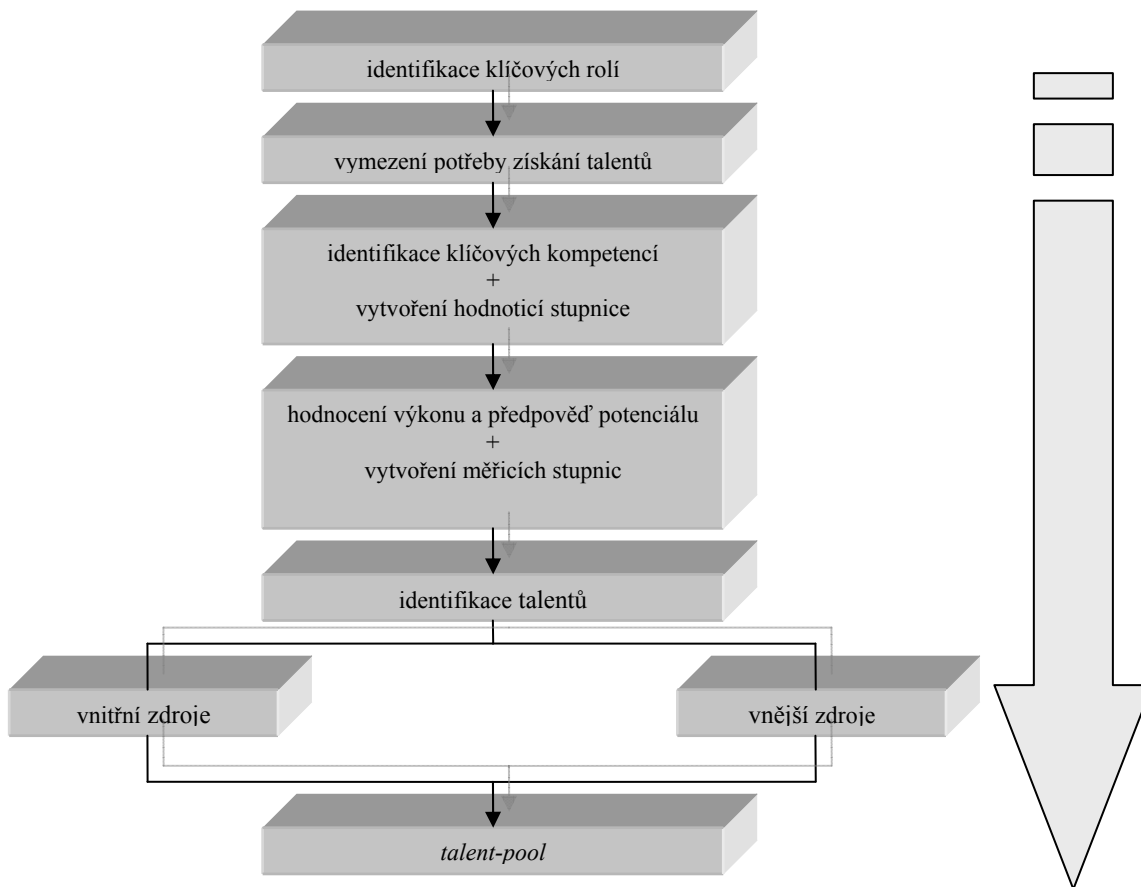 identifikace klíčových rolí
vymezení potřeby získání talentů
identifikace klíčových kompetencí
+
vytvoření hodnoticí stupnice
hodnocení výkonu a předpověď potenciálu
+
vytvoření měřicích stupnic
identifikace talentů
vnitřní zdroje
vnější zdroje
talent-pool